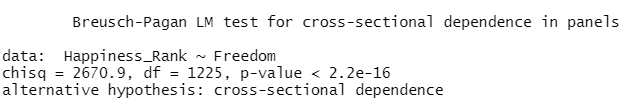 Breusch-Pagan LM test for cross-sectional dependence in panels
data:  Happiness_Rank ~ Freedom
chisq = 2670.9, df = 1225, p-value < 2.2e-16
alternative hypothesis: cross-sectional dependence